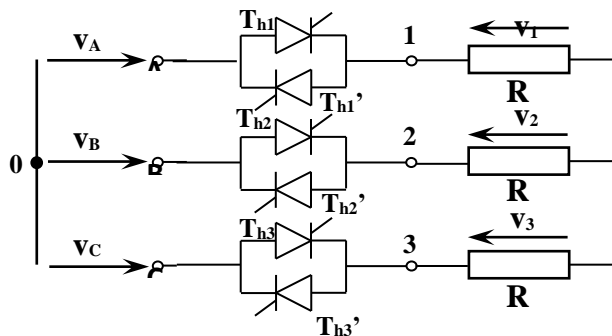 Th1
1
vA
v1
A
R
Th2
Th1’
2
vB
v2
0
B
R
Th3
Th2’
3
vC
v3
C
R
Th3’